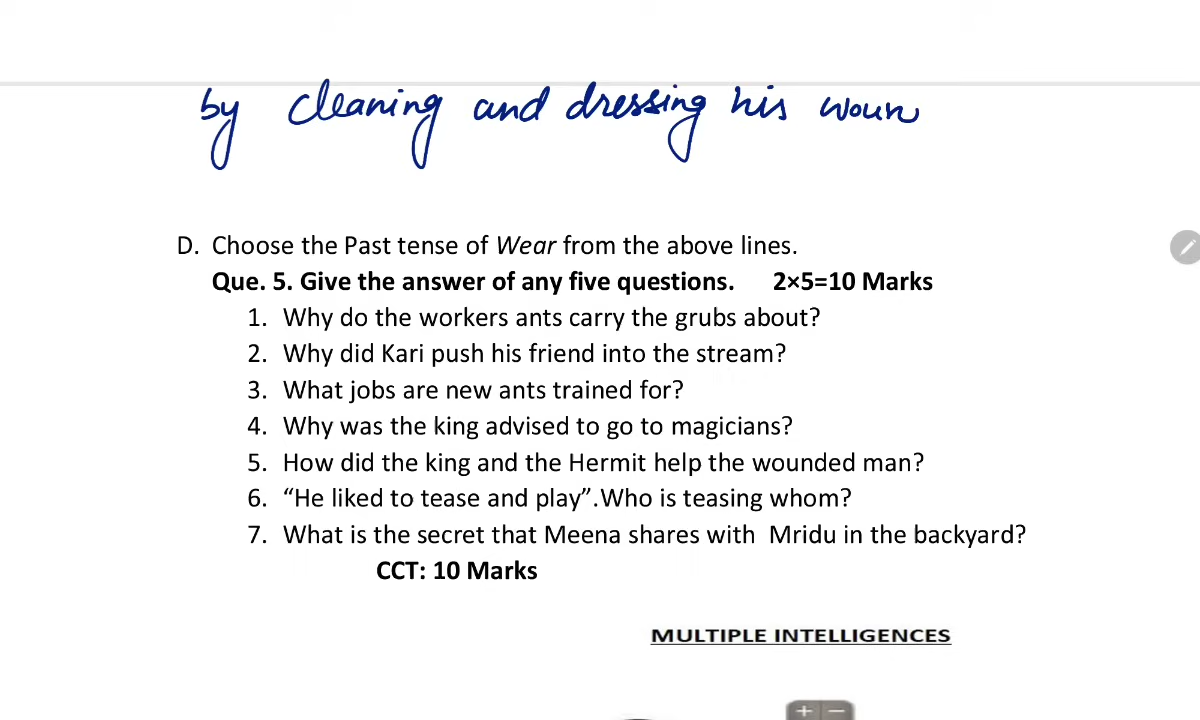 by cleaning and dressing his woun
D. Choose the Past tense of Wear from the above lines.
Que. 5. Give the answer of any five questions. 2×5=10 Marks
1. Why do the workers ants carry the grubs about?
2. Why did Kari push his friend into the stream?
3. What jobs are new ants trained for?
4. Why was the king advised to go to magicians?
5. How did the king and the Hermit help the wounded man?
6. “He liked to tease and play”.Who is teasing whom?
7. What is the secret that Meena shares with Mridu in the backyard?
CCT: 10 Marks
MULTIPLE INTELLIGENCES
+ −